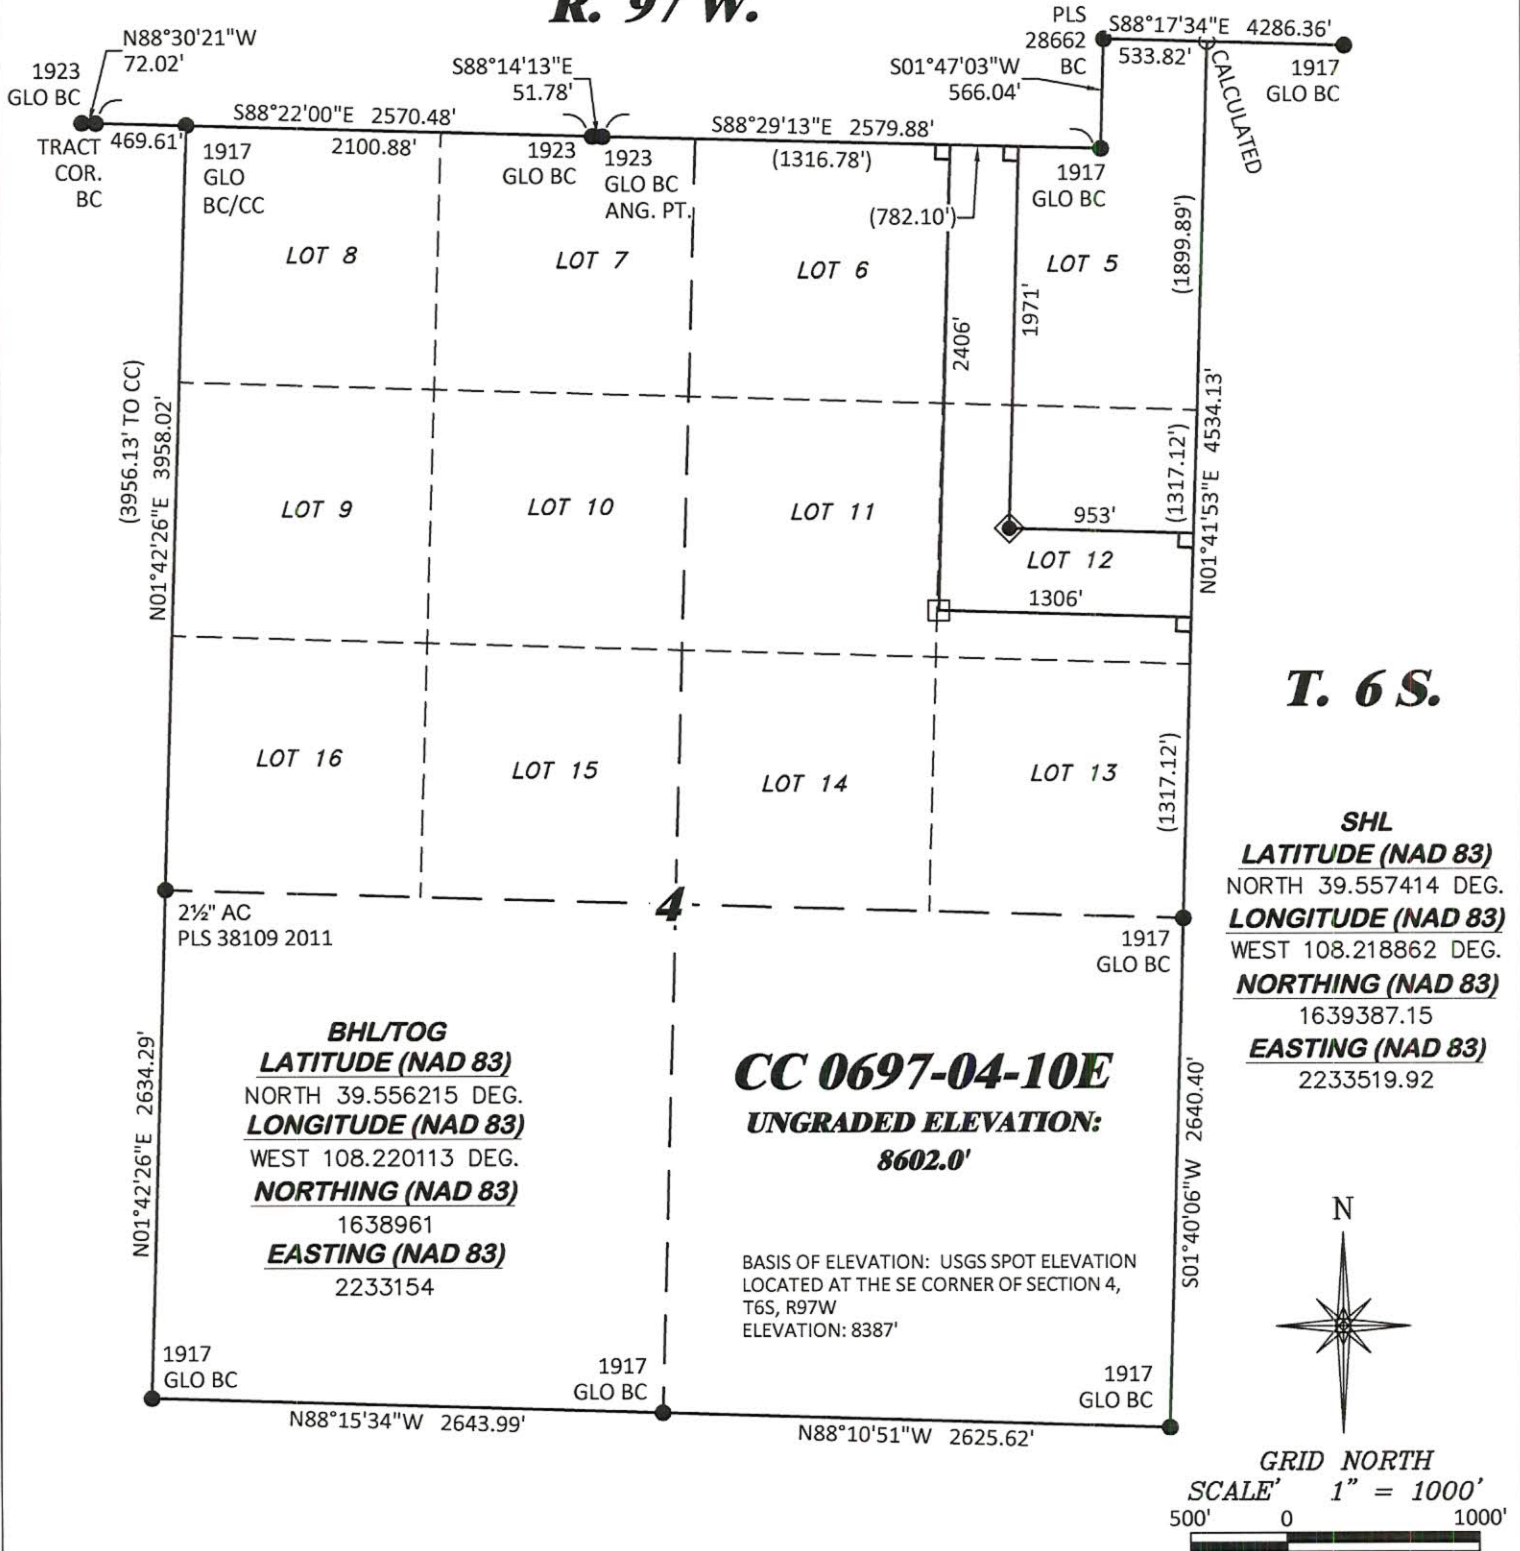 R. 97 W.
N88°30'21"W
72.02'
1923
GLO BC
TRACT
COR.
BC
469.61'
S88°22'00"E 2570.48'
2100.88'
1917
GLO
BC/CC
S88°14'13"E
51.78'
1923
GLO BC
1923
GLO BC
ANG. PT.
S88°29'13"E 2579.88'
(1316.78')
(782.10')
S01°47'03"W
566.04'
PLS
28662
BC
S88°17'34"E 4286.36'
533.82'
CALCULATED
1917
GLO BC
1917
GLO BC
LOT 8
LOT 7
LOT 6
LOT 5
2406'
1971'
(1899.89')
(3956.13' TO CC)
N01°42'26"E 3958.02'
LOT 9
LOT 10
LOT 11
953'
LOT 12
1306'
(1317.12')
N01°41'53"E 4534.13'
LOT 16
LOT 15
LOT 14
LOT 13
(1317.12')
T. 6 S.
SHL
LATITUDE (NAD 83)
NORTH 39.557414 DEG.
LONGITUDE (NAD 83)
WEST 108.218862 DEG.
NORTHING (NAD 83)
1639387.15
EASTING (NAD 83)
2233519.92
2½" AC
PLS 38109 2011
4
1917
GLO BC
N01°42'26"E 2634.29'
BHL/TOG
LATITUDE (NAD 83)
NORTH 39.556215 DEG.
LONGITUDE (NAD 83)
WEST 108.220113 DEG.
NORTHING (NAD 83)
1638961
EASTING (NAD 83)
2233154
CC 0697-04-10E
UNGRADED ELEVATION:
8602.0'
BASIS OF ELEVATION: USGS SPOT ELEVATION
LOCATED AT THE SE CORNER OF SECTION 4,
T6S, R97W
ELEVATION: 8387'
S01°40'06"W 2640.40'
1917
GLO BC
1917
GLO BC
1917
GLO BC
N88°15'34"W 2643.99'
N88°10'51"W 2625.62'
N
GRID NORTH
SCALE' 1" = 1000'
500' 0 1000'